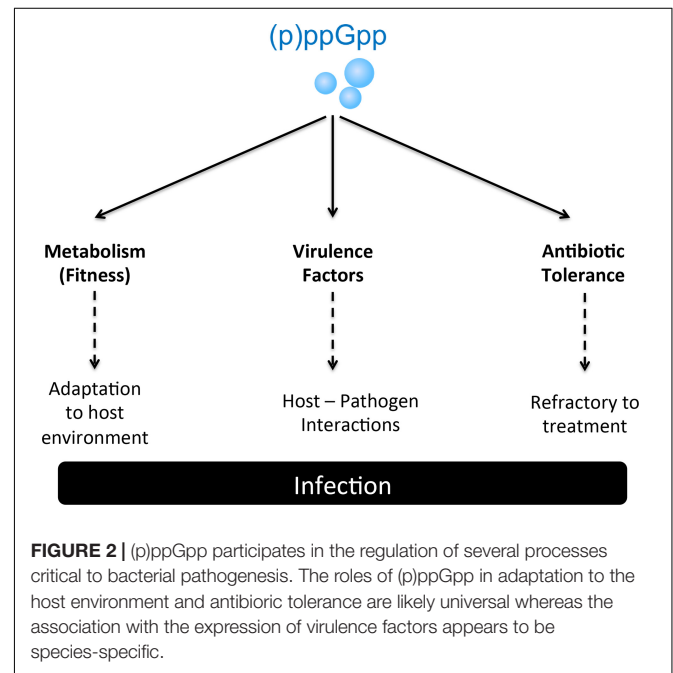 (p)ppGpp
Metabolism
(Fitness)
Virulence
Factors
Antibiotic
Tolerance
Adaptation
to host
environment
Host – Pathogen
Interactions
Refractory to
treatment
Infection
FIGURE 2 | (p)ppGpp participates in the regulation of several processes
critical to bacterial pathogenesis. The roles of (p)ppGpp in adaptation to the
host environment and antibioric tolerance are likely universal whereas the
association with the expression of virulence factors appears to be
species-specific.